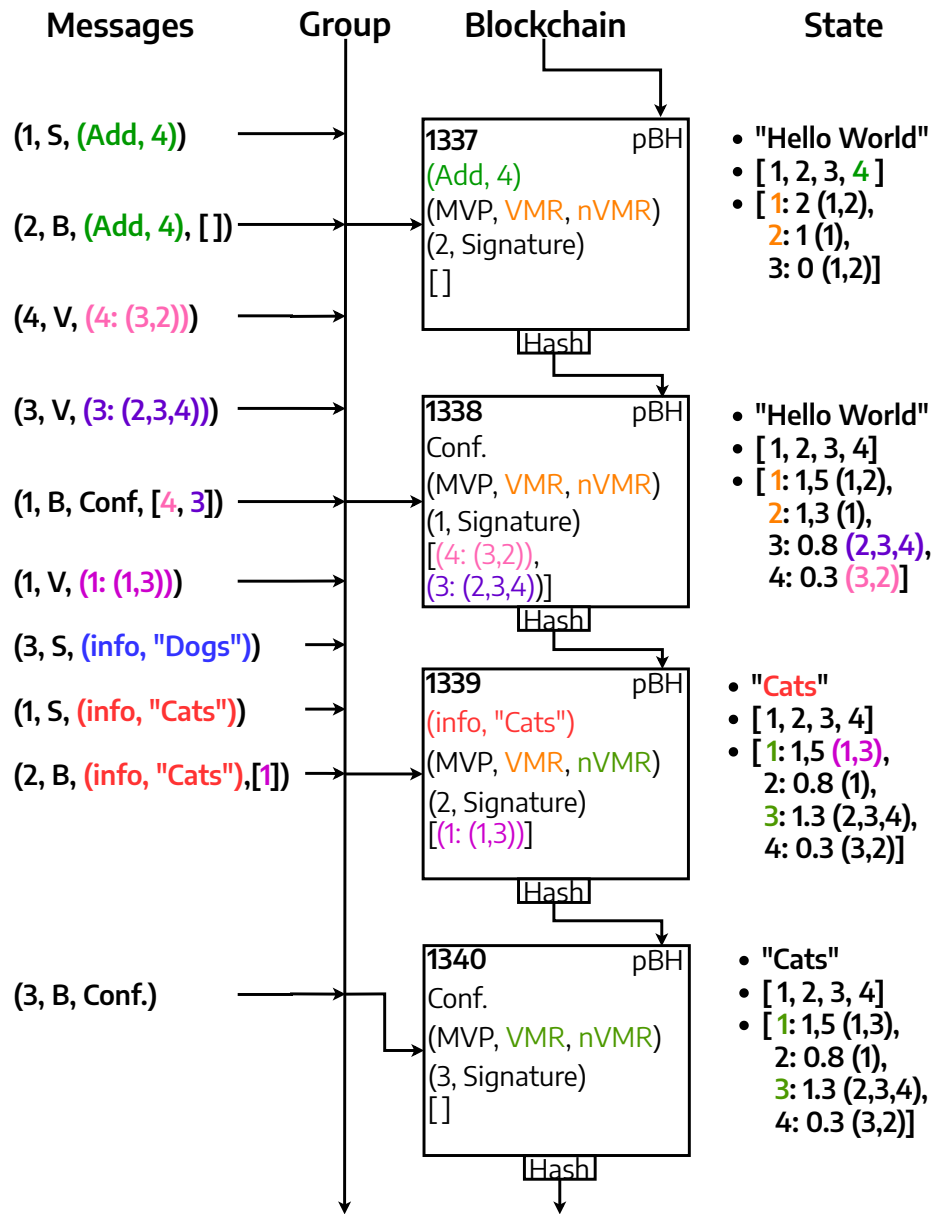 Messages
Group
Blockchain
State
(1, S, (Add, 4))
(2, B, (Add, 4), [ ])
(4, V, (4: (3,2)))
(3, V, (3: (2,3,4)))
(1, B, Conf, [4, 3])
(1, V, (1: (1,3)))
(3, S, (info, "Dogs"))
(1, S, (info, "Cats"))
(2, B, (info, "Cats"),[1])
(3, B, Conf.)
1337 pBH
(Add, 4)
(MVP, VMR, nVMR)
(2, Signature)
[ ]
Hash
1338 pBH
Conf.
(MVP, VMR, nVMR)
(1, Signature)
[(4: (3,2)),
(3: (2,3,4))]
Hash
1339 pBH
(info, "Cats")
(MVP, VMR, nVMR)
(2, Signature)
[(1: (1,3))]
Hash
1340 pBH
Conf.
(MVP, VMR, nVMR)
(3, Signature)
[ ]
Hash
• "Hello World"
• [ 1, 2, 3, 4 ]
• [ 1: 2 (1,2),
2: 1 (1),
3: 0 (1,2)]
• "Hello World"
• [ 1, 2, 3, 4]
• [ 1: 1,5 (1,2),
2: 1,3 (1),
3: 0.8 (2,3,4),
4: 0.3 (3,2)]
• "Cats"
• [ 1, 2, 3, 4]
• [ 1: 1,5 (1,3),
2: 0.8 (1),
3: 1.3 (2,3,4),
4: 0.3 (3,2)]
• "Cats"
• [ 1, 2, 3, 4]
• [ 1: 1,5 (1,3),
2: 0.8 (1),
3: 1.3 (2,3,4),
4: 0.3 (3,2)]